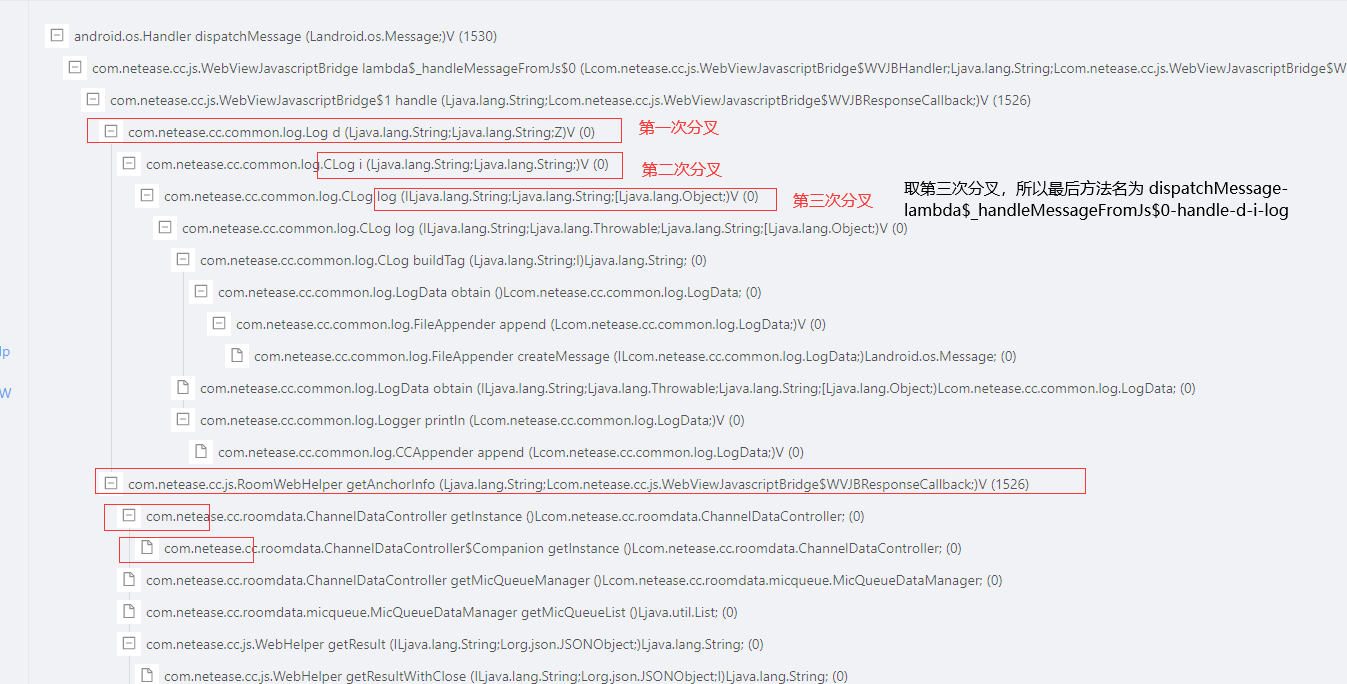 android.os.Handler dispatchMessage (Landroid.os.Message;)V (1530)
com.netease.cc.js.WebViewJavascriptBridge lambda$_handleMessageFromJs$0 (Lcom.netease.cc.js.WebViewJavascriptBridge$WVJBHandler;Ljava.lang.String;Lcom.netease.cc.js.WebViewJavascriptBridge$W
com.netease.cc.js.WebViewJavascriptBridge$1 handle (Ljava.lang.String;Lcom.netease.cc.js.WebViewJavascriptBridge$WVJBResponseCallback;)V (1526)
com.netease.cc.common.log.Log d (Ljava.lang.String;Ljava.lang.String;Z)V (0) 第一次分叉
com.netease.cc.common.log.CLog i (Ljava.lang.String;Ljava.lang.String;)V (0) 第二次分叉
com.netease.cc.common.log.CLog log (ILjava.lang.String;Ljava.lang.String;[Ljava.lang.Object;)V (0) 第三次分叉
取第三次分叉，所以最后方法名为 dispatchMessage-
lambda$_handleMessageFromJs$0-handle-d-i-log
com.netease.cc.common.log.CLog log (ILjava.lang.String;Ljava.lang.Throwable;Ljava.lang.String;[Ljava.lang.Object;)V (0)
com.netease.cc.common.log.CLog buildTag (Ljava.lang.String;I)Ljava.lang.String; (0)
com.netease.cc.common.log.LogData obtain ()Lcom.netease.cc.common.log.LogData; (0)
com.netease.cc.common.log.FileAppender append (Lcom.netease.cc.common.log.LogData;)V (0)
lp
com.netease.cc.common.log.FileAppender createMessage (ILcom.netease.cc.common.log.LogData;)Landroid.os.Message; (0)
W
com.netease.cc.common.log.LogData obtain (ILjava.lang.String;Ljava.lang.Throwable;Ljava.lang.String;[Ljava.lang.Object;)Lcom.netease.cc.common.log.LogData; (0)
com.netease.cc.common.log.Logger println (Lcom.netease.cc.common.log.LogData;)V (0)
com.netease.cc.common.log.CCAppender append (Lcom.netease.cc.common.log.LogData;)V (0)
com.netease.cc.js.RoomWebHelper getAnchorInfo (Ljava.lang.String;Lcom.netease.cc.js.WebViewJavascriptBridge$WVJBResponseCallback;)V (1526)
com.netease.cc.roomdata.ChannelDataController getInstance ()Lcom.netease.cc.roomdata.ChannelDataController; (0)
com.netease.cc.roomdata.ChannelDataController$Companion getInstance ()Lcom.netease.cc.roomdata.ChannelDataController; (0)
com.netease.cc.roomdata.ChannelDataController getMicQueueManager ()Lcom.netease.cc.roomdata.micqueue.MicQueueDataManager; (0)
com.netease.cc.roomdata.micqueue.MicQueueDataManager getMicQueueList ()Ljava.util.List; (0)
com.netease.cc.js.WebHelper getResult (ILjava.lang.String;Lorg.json.JSONObject;)Ljava.lang.String; (0)
com.netease.cc.js.WebHelper getResultWithClose (ILjava.lang.String;Lorg.json.JSONObject;I)Ljava.lang.String; (0)